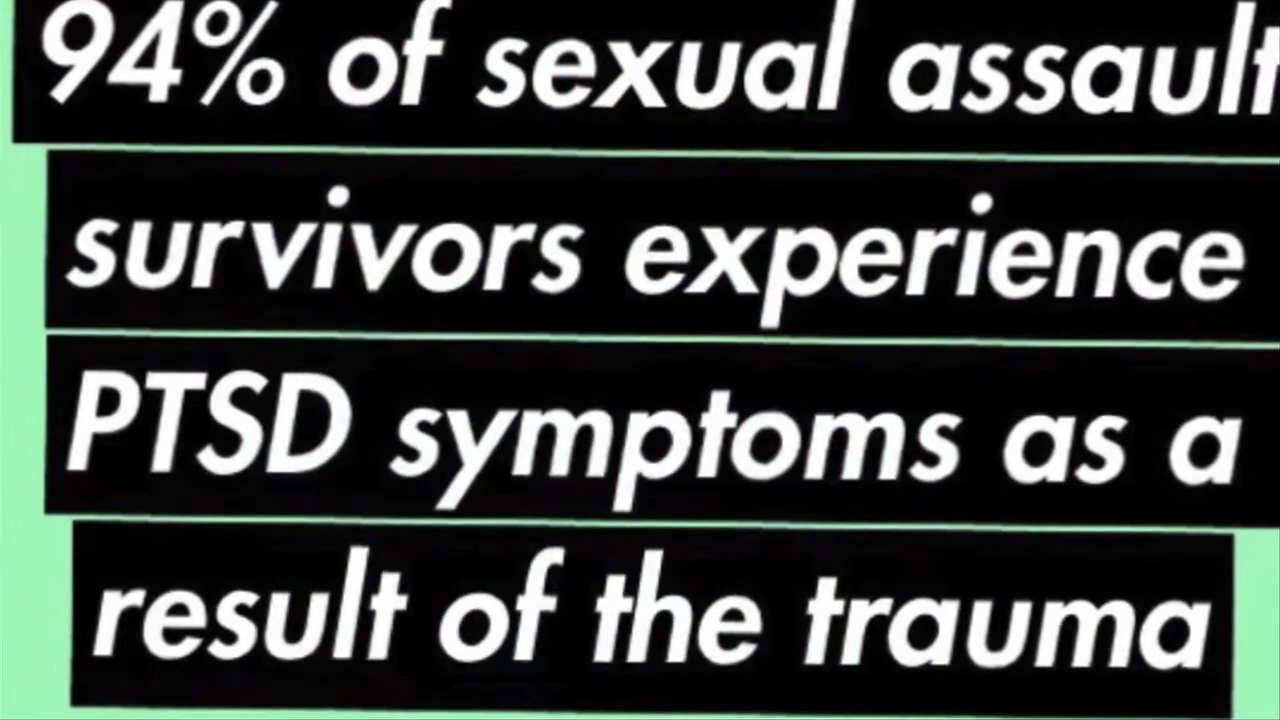 94% of sexual assault
survivors experience
PTSD symptoms as a
result of the trauma